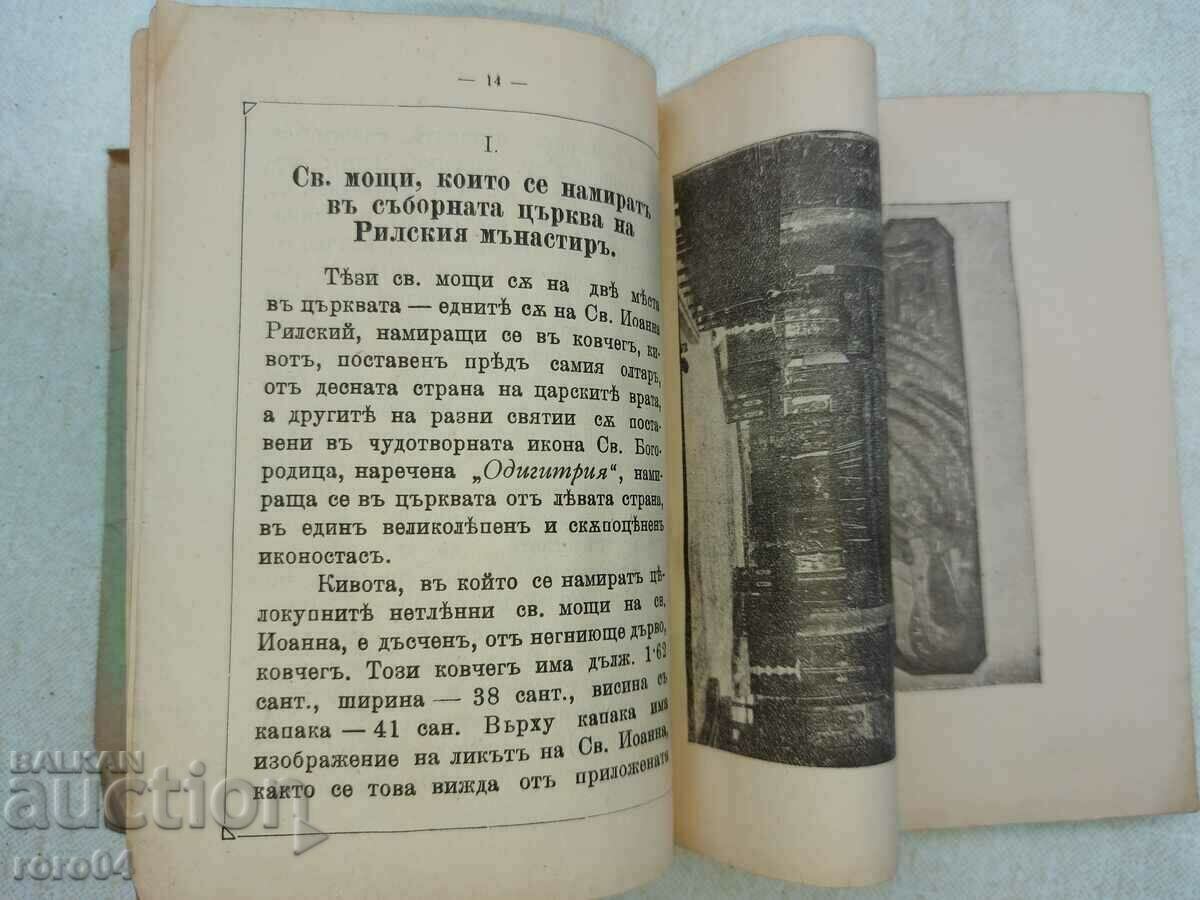 — 14 —
I.
Св. мощи, които се намиратъ
въ съборната църква на
Рилския мънастиръ.
Тѣзи св. мощи сѫ на двѣ мѣста
въ църквата — еднитѣ сѫ на Св. Иоанна
Рилский, намиращи се въ ковчегъ, ки-
вотъ, поставенъ прѣдъ самия олтаръ,
отъ десната страна на царскитѣ врата,
а другитѣ на разни святии сѫ поста-
вени въ чудотворната икона Св. Бого-
родица, наречена „Одигитрия“, нами-
раща се въ църквата отъ лѣвата страна,
въ единъ великолѣпенъ и скѫпоцѣненъ
иконостасъ.
Кивота, въ който се намиратъ цѣ-
локупнитѣ нетлѣнни св. мощи на св.
Иоанна, е дъсченъ, отъ негниюще дърво,
ковчегъ. Този ковчегъ има дълж. 1·62
сант., ширина — 38 сант., висина съ
капака — 41 сан. Върху капака има
изображение на ликътъ на Св. Иоанна,
както се това вижда отъ приложената
BALKAN
auction
roro04